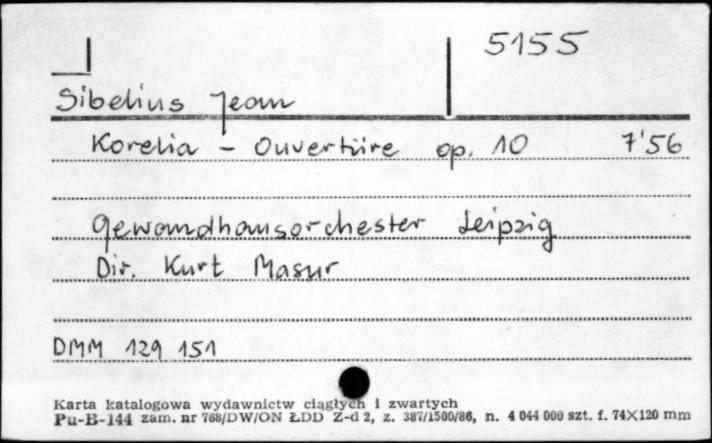 5155
Sibelius Jean
Korelia - Ouvertüre op. 10 7'56
Gewandhausorchester Leipzig
Dir. Kurt Masur
DMM 129 151
Karta katalogowa wydawnictw ciągłych i zwartych
Pu-B-144 zam. nr 768/DW/ON ŁDD Z-d 2, z. 387/1500/86, n. 4 044 000 szt. f. 74X120 mm